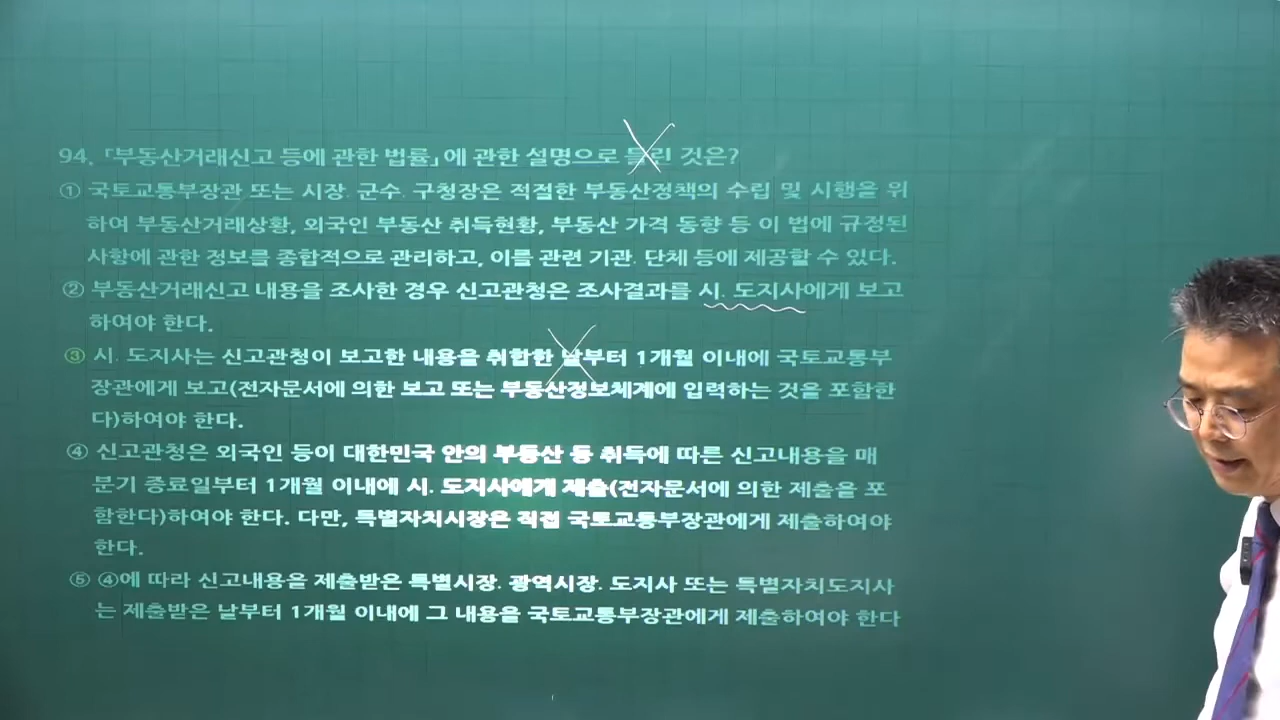 94. 「부동산거래신고 등에 관한 법률」에 관한 설명으로 틀린 것은?
① 국토교통부장관 또는 시장. 군수. 구청장은 적절한 부동산정책의 수립 및 시행을 위
하여 부동산거래상황, 외국인 부동산 취득현황, 부동산 가격 동향 등 이 법에 규정된
사항에 관한 정보를 종합적으로 관리하고, 이를 관련 기관. 단체 등에 제공할 수 있다.
② 부동산거래신고 내용을 조사한 경우 신고관청은 조사결과를 시. 도지사에게 보고
하여야 한다.
③ 시. 도지사는 신고관청이 보고한 내용을 취합한 날부터 1개월 이내에 국토교통부
장관에게 보고(전자문서에 의한 보고 또는 부동산정보체계에 입력하는 것을 포함한
다)하여야 한다.
④ 신고관청은 외국인 등이 대한민국 안의 부동산 등 취득에 따른 신고내용을 매
분기 종료일부터 1개월 이내에 시. 도지사에게 제출(전자문서에 의한 제출을 포
함한다)하여야 한다. 다만, 특별자치시장은 직접 국토교통부장관에게 제출하여야
한다.
⑤ ④에 따라 신고내용을 제출받은 특별시장. 광역시장. 도지사 또는 특별자치도지사
는 제출받은 날부터 1개월 이내에 그 내용을 국토교통부장관에게 제출하여야 한다